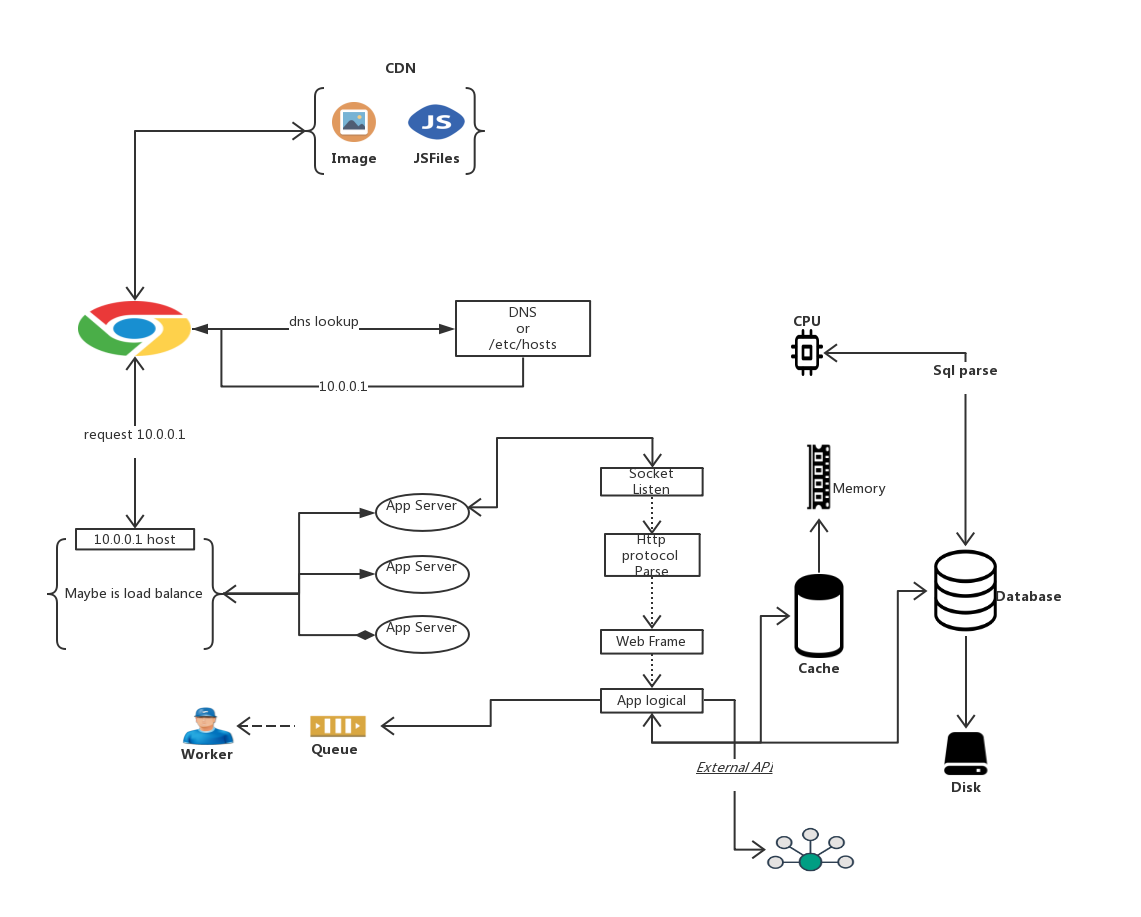 CDN
JS
Image
JSFiles
dns lookup
DNS
or
/etc/hosts
10.0.0.1
CPU
Sql parse
request 10.0.0.1
Socket
Listen
Memory
App Server
10.0.0.1 host
Http
protocol
Parse
App Server
Maybe is load balance
Database
App Server
Web Frame
Cache
App logical
Worker
Queue
External API
Disk